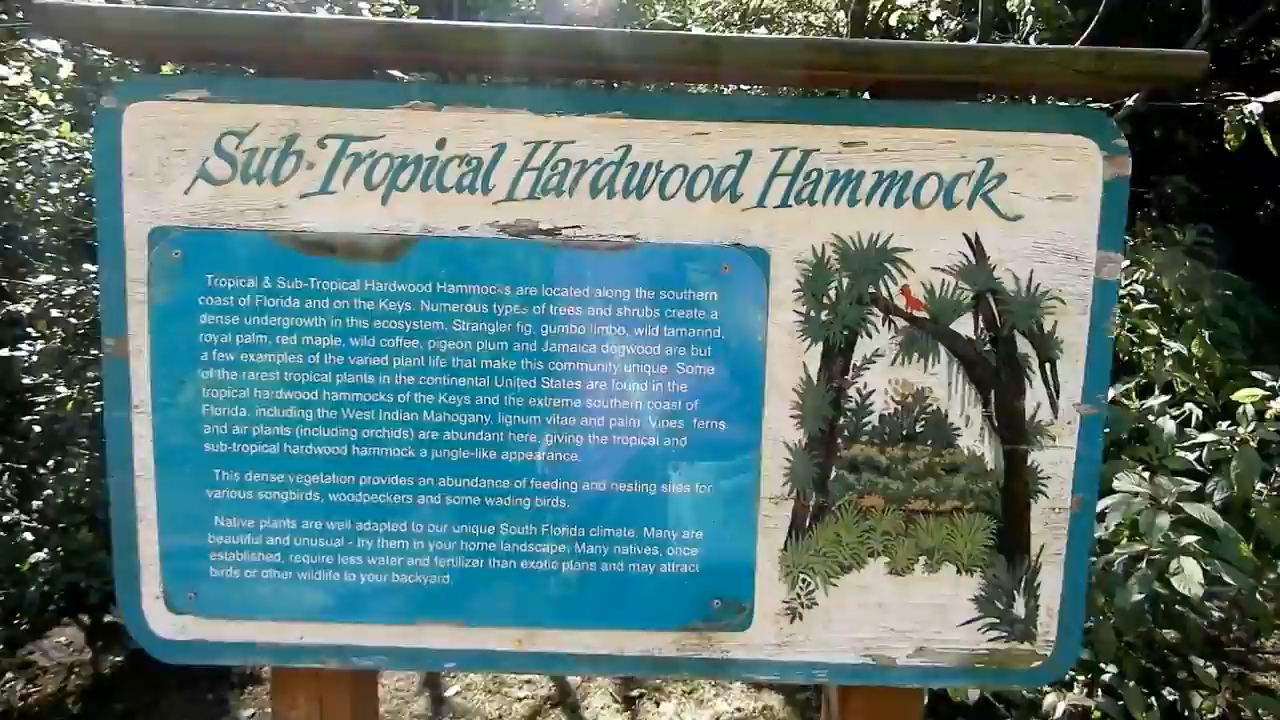 Sub-Tropical Hardwood Hammock
Tropical & Sub-Tropical Hardwood Hammocks are located along the southern
coast of Florida and on the Keys. Numerous types of trees and shrubs create a
dense undergrowth in this ecosystem. Strangler fig, gumbo limbo, wild tamarind,
royal palm, red maple, wild coffee, pigeon plum and Jamaica dogwood are but
a few examples of the varied plant life that make this community unique. Some
of the rarest tropical plants in the continental United States are found in the
tropical hardwood hammocks of the Keys and the extreme southern coast of
Florida, including the West Indian Mahogany, lignum vitae and palm. Vines, ferns
and air plants (including orchids) are abundant here, giving the tropical and
sub-tropical hardwood hammock a jungle-like appearance.
This dense vegetation provides an abundance of feeding and nesting sites for
various songbirds, woodpeckers and some wading birds.
Native plants are well adapted to our unique South Florida climate. Many are
beautiful and unusual - try them in your home landscape. Many natives, once
established, require less water and fertilizer than exotic plans and may attract
birds or other wildlife to your backyard.